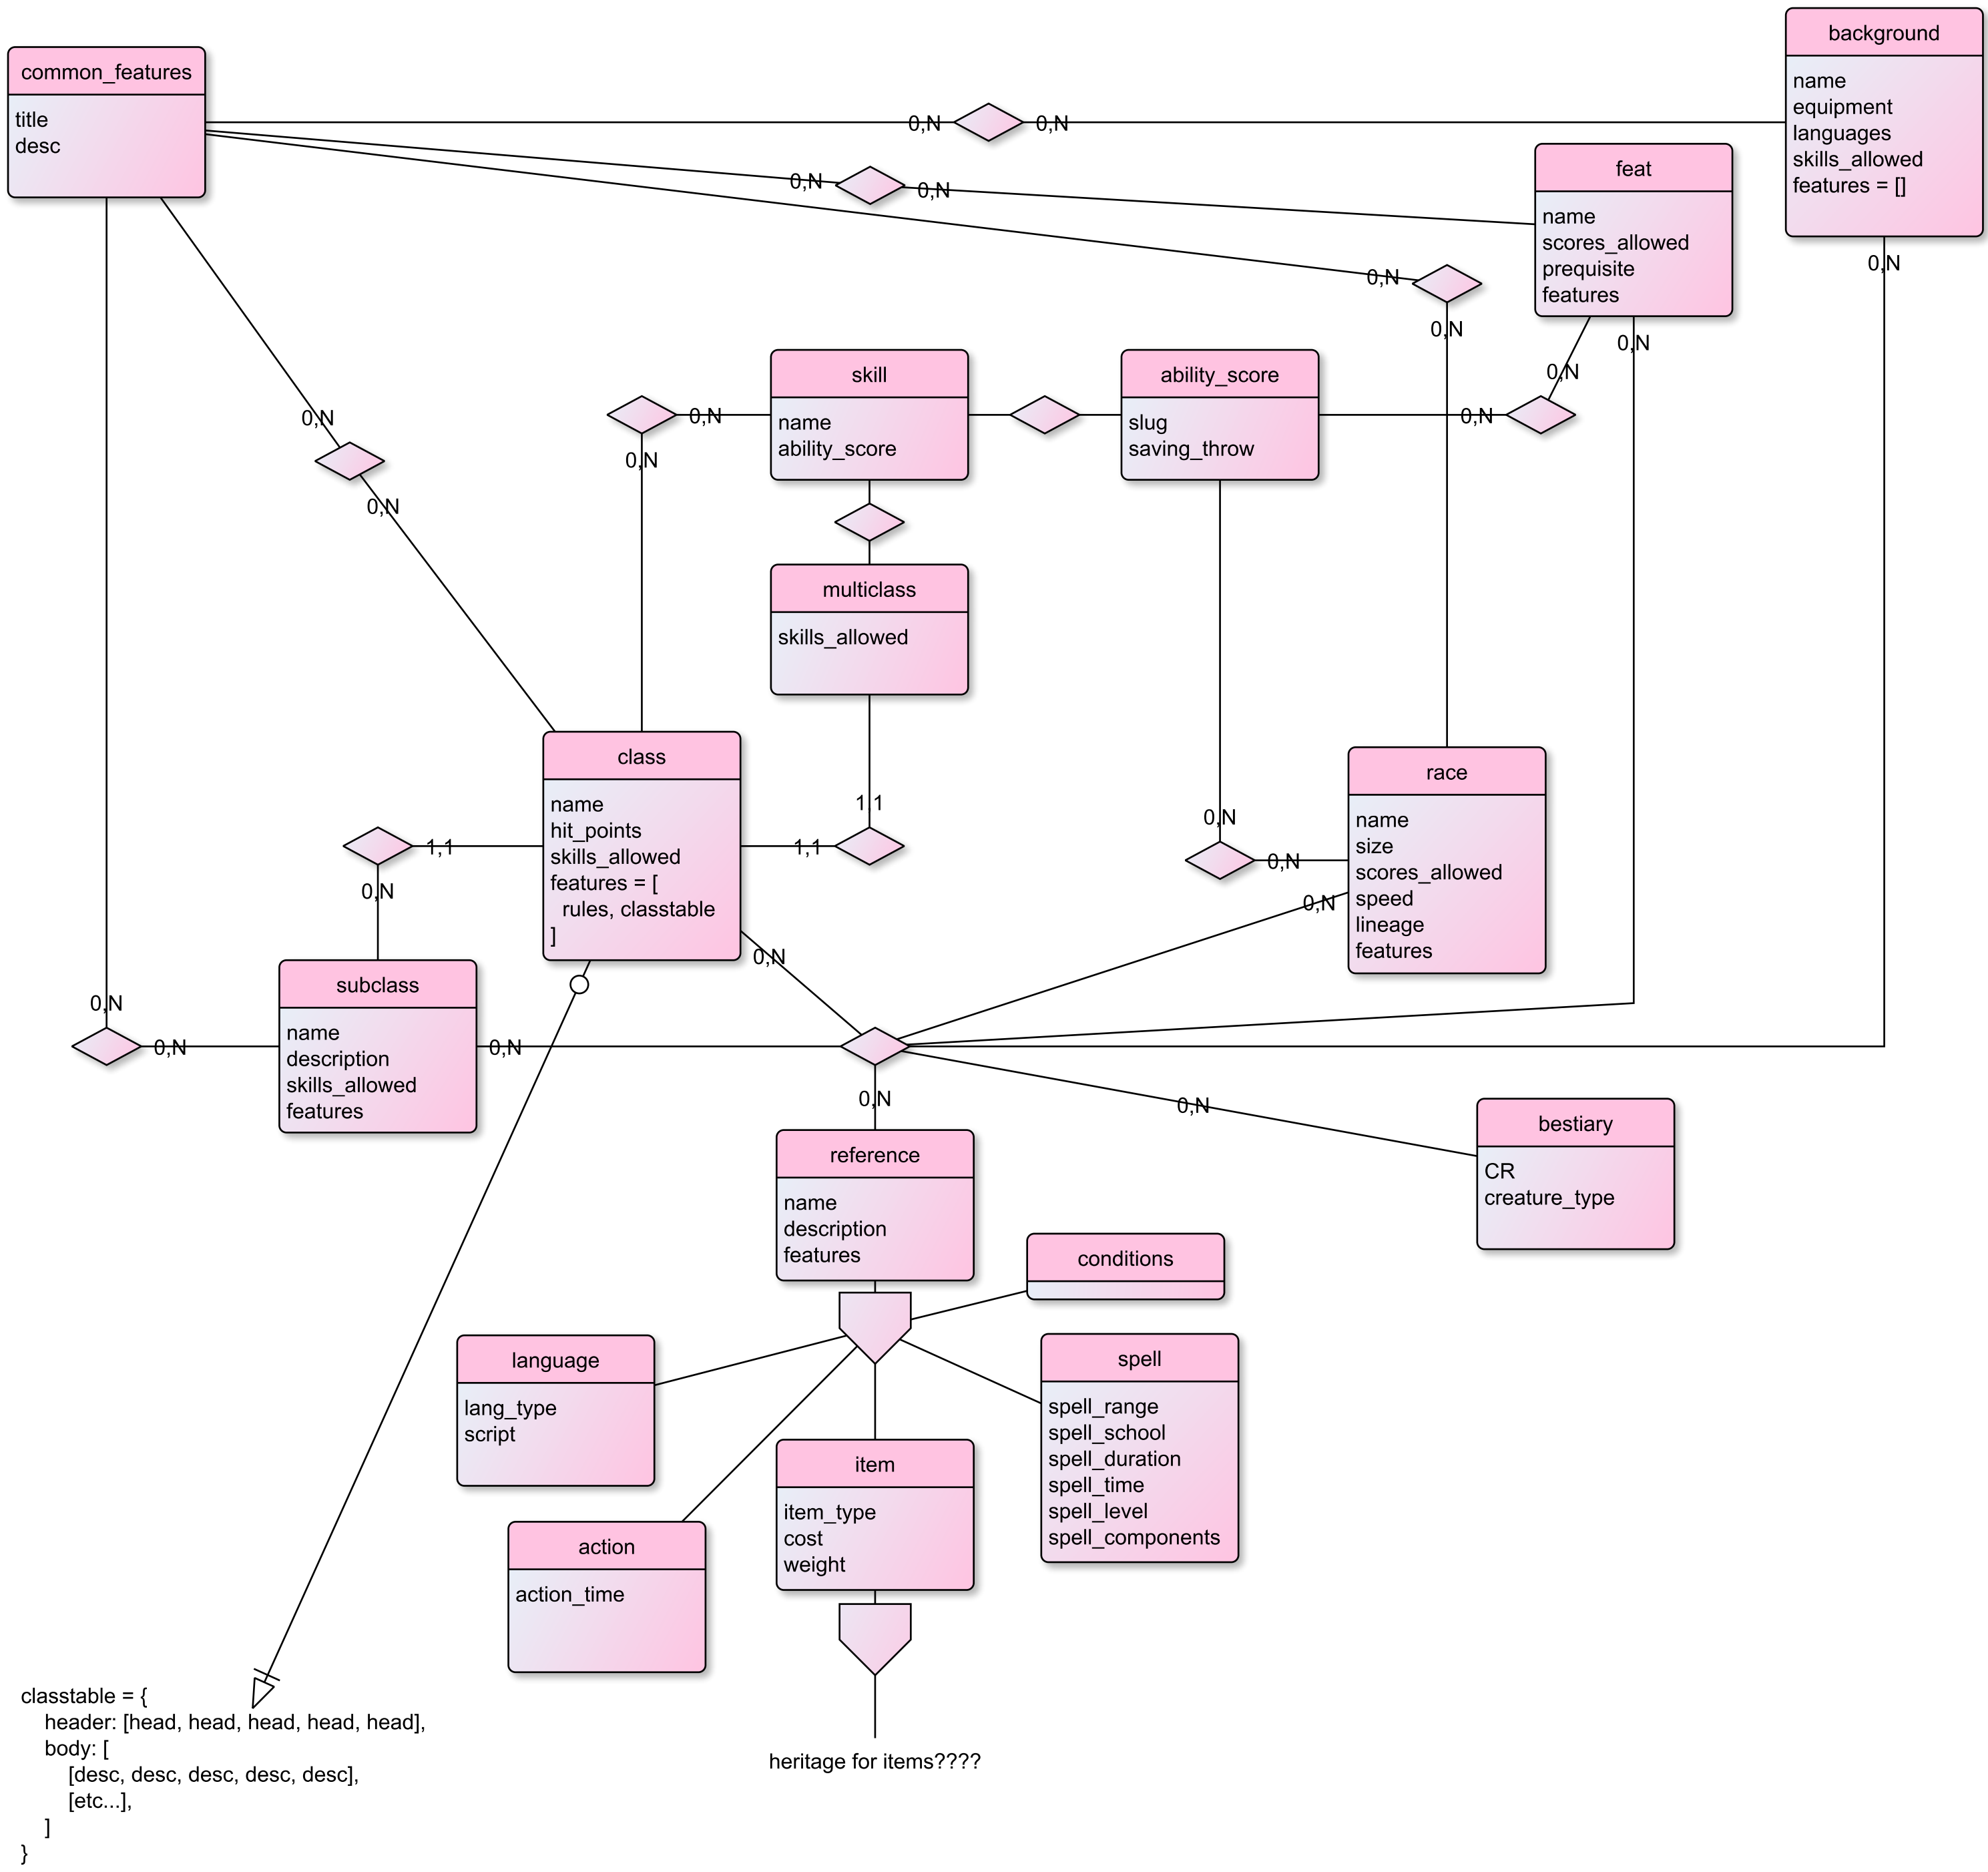 background
name
equipment
languages
skills_allowed
features = []
common_features
title
desc
0,N
0,N
feat
name
scores_allowed
prequisite
features
0,N
0,N
0,N
0,N
0,N
0,N
0,N
0,N
skill
name
ability_score
0,N
0,N
ability_score
slug
saving_throw
0,N
0,N
0,N
multiclass
skills_allowed
class
name
hit_points
skills_allowed
features = [
rules, classtable
]
1,1
1,1
race
name
size
scores_allowed
speed
lineage
features
0,N
0,N
0,N
1,1
0,N
0,N
subclass
name
description
skills_allowed
features
0,N
0,N
0,N
0,N
0,N
bestiary
CR
creature_type
reference
name
description
features
conditions
language
lang_type
script
spell
spell_range
spell_school
spell_duration
spell_time
spell_level
spell_components
item
item_type
cost
weight
action
action_time
heritage for items????
classtable = {
header: [head, head, head, head, head],
body: [
[desc, desc, desc, desc, desc],
[etc...],
]
}